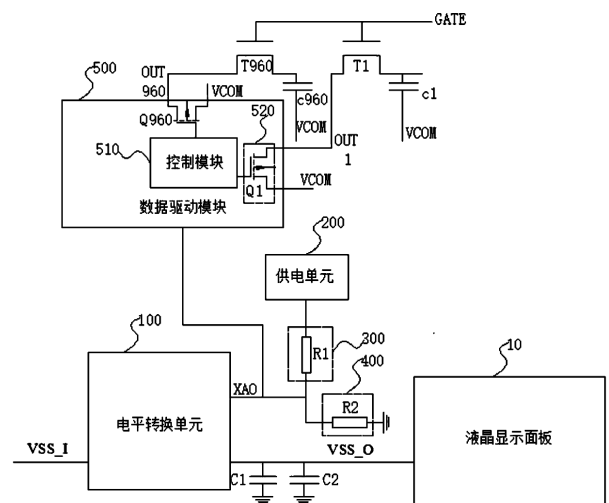 GATE
500
OUT
960
T960
T1
VCOM
c960
c1
Q960
520
VCOM
OUT
1
VCOM
510
控制模块
Q1
VCOM
数据驱动模块
200
供电单元
100
300
10
R1
400
XAO
R2
电平转换单元
液晶显示面板
VSS_I
VSS_O
C1
C2